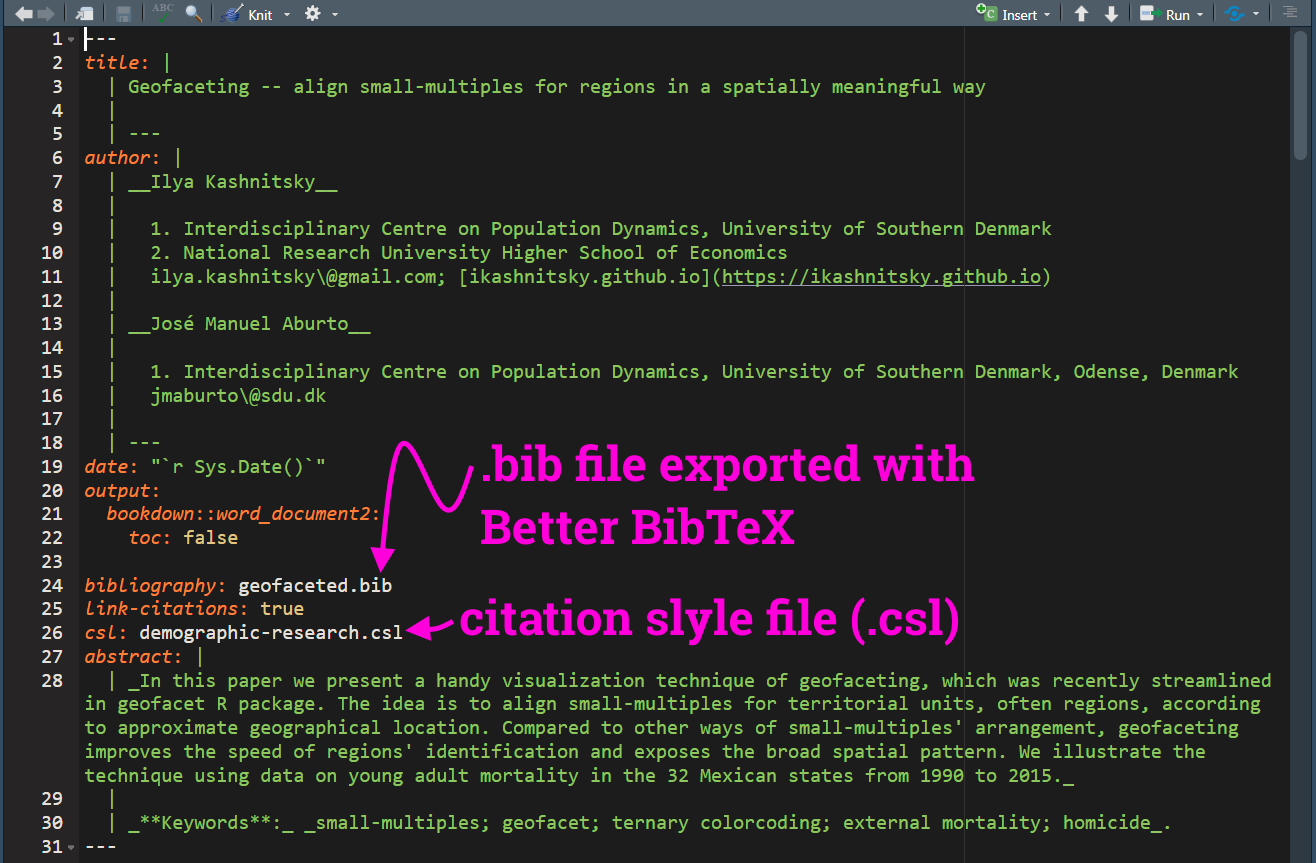 ABC Knit Insert Run
1 ---
2 title: |
3 | Geofaceting -- align small-multiples for regions in a spatially meaningful way
4 |
5 | ---
6 author: |
7 | __Ilya Kashnitsky__
8 |
9 | 1. Interdisciplinary Centre on Population Dynamics, University of Southern Denmark
10 | 2. National Research University Higher School of Economics
11 | ilya.kashnitsky\@gmail.com; [ikashnitsky.github.io](https://ikashnitsky.github.io)
12 |
13 | __José Manuel Aburto__
14 |
15 | 1. Interdisciplinary Centre on Population Dynamics, University of Southern Denmark, Odense, Denmark
16 | jmaburto\@sdu.dk
17 |
18 | ---
19 date: "`r Sys.Date()`"
20 output:
21 bookdown::word_document2:
22 toc: false
23
24 bibliography: geofaceted.bib
25 link-citations: true
26 csl: demographic-research.csl
.bib file exported with
Better BibTeX
citation slyle file (.csl)
27 abstract: |
28 | _In this paper we present a handy visualization technique of geofaceting, which was recently streamlined
in geofacet R package. The idea is to align small-multiples for territorial units, often regions, according
to approximate geographical location. Compared to other ways of small-multiples' arrangement, geofaceting
improves the speed of regions' identification and exposes the broad spatial pattern. We illustrate the
technique using data on young adult mortality in the 32 Mexican states from 1990 to 2015._
29 |
30 | _**Keywords**:_ _small-multiples; geofacet; ternary colorcoding; external mortality; homicide_.
31 ---